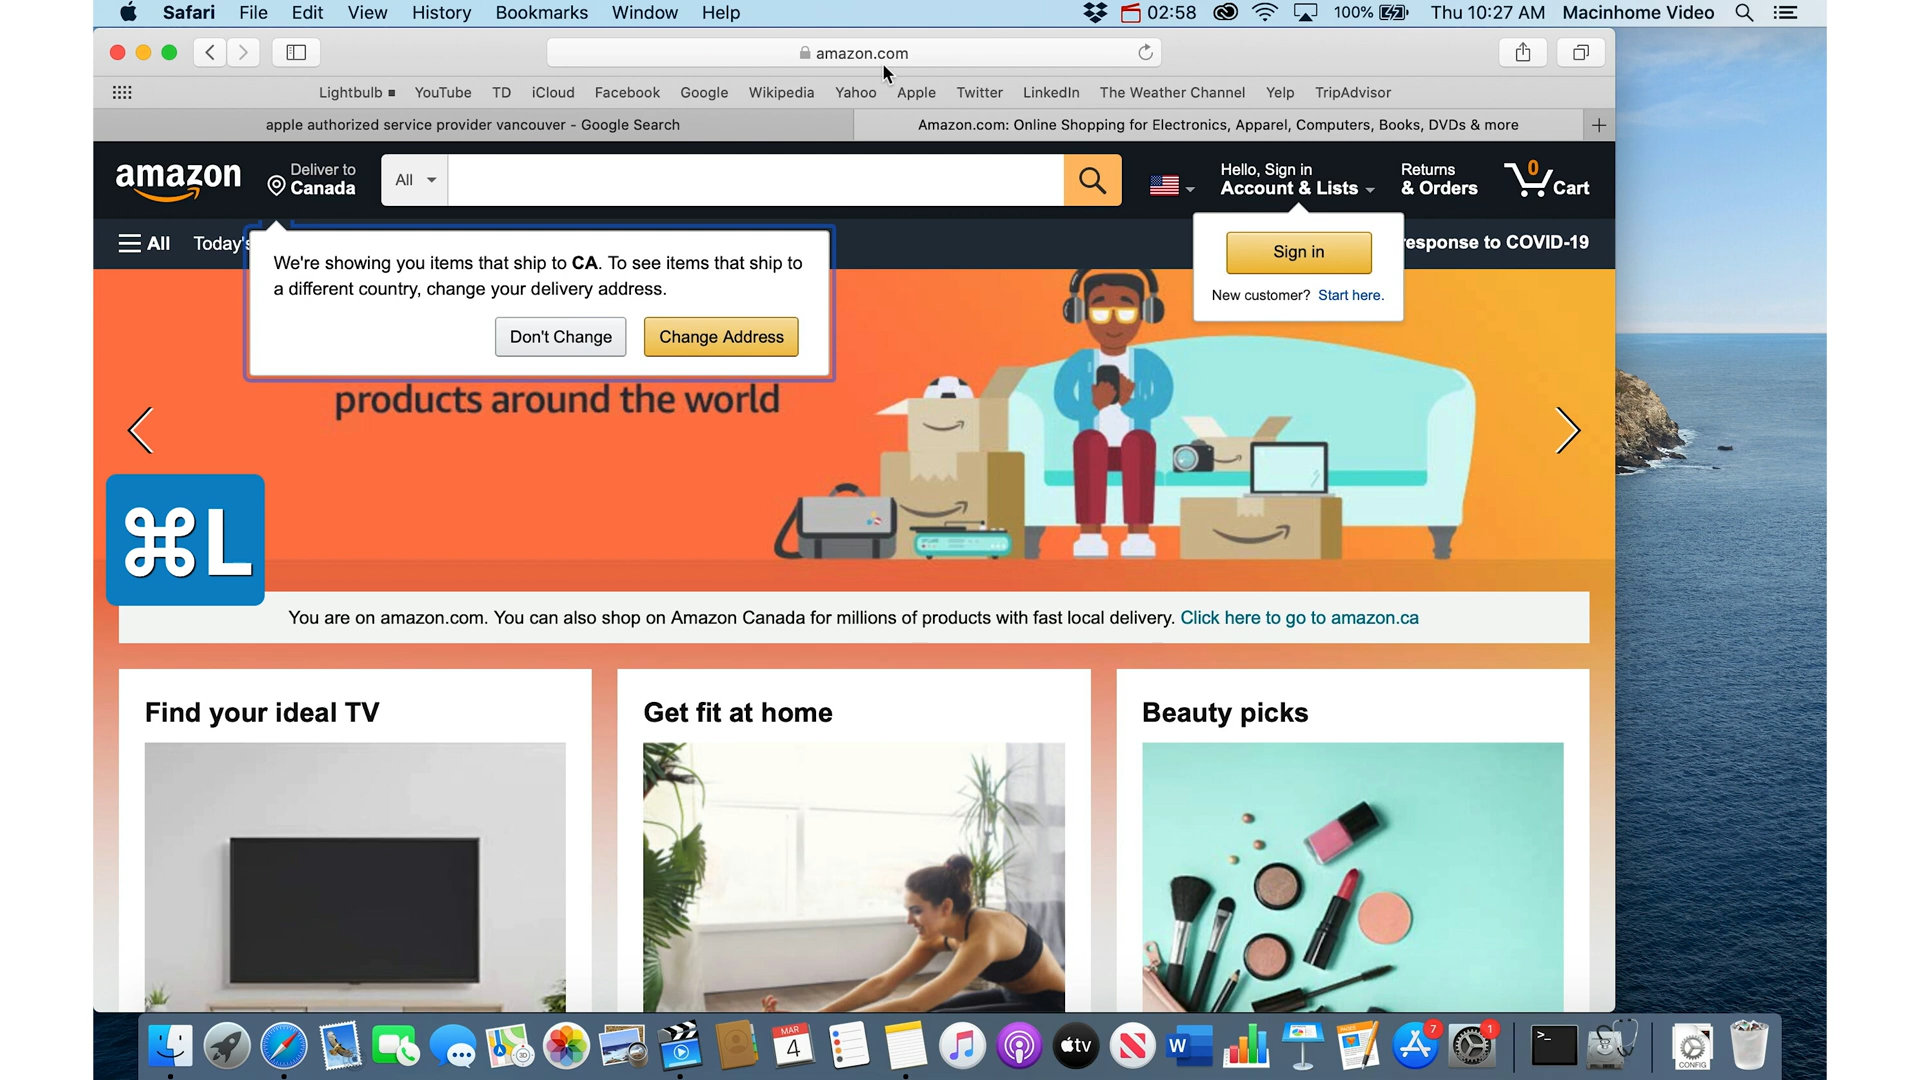 Safari File Edit View History Bookmarks Window Help 02:58 100% Thu 10:27 AM Macinhome Video
amazon.com
Lightbulb YouTube TD iCloud Facebook Google Wikipedia Yahoo Apple Twitter LinkedIn The Weather Channel Yelp TripAdvisor
apple authorized service provider vancouver - Google Search Amazon.com: Online Shopping for Electronics, Apparel, Computers, Books, DVDs & more
amazon
Deliver to
Canada
All
Hello, Sign in
Account & Lists
Returns
& Orders
0
Cart
All Today's
esponse to COVID-19
We're showing you items that ship to CA. To see items that ship to
a different country, change your delivery address.
Don't Change Change Address
Sign in
New customer? Start here.
products around the world
⌘L
You are on amazon.com. You can also shop on Amazon Canada for millions of products with fast local delivery. Click here to go to amazon.ca
Find your ideal TV
Get fit at home
Beauty picks
3D
MAR
4
tv
W
7
1
>_
CONFIG